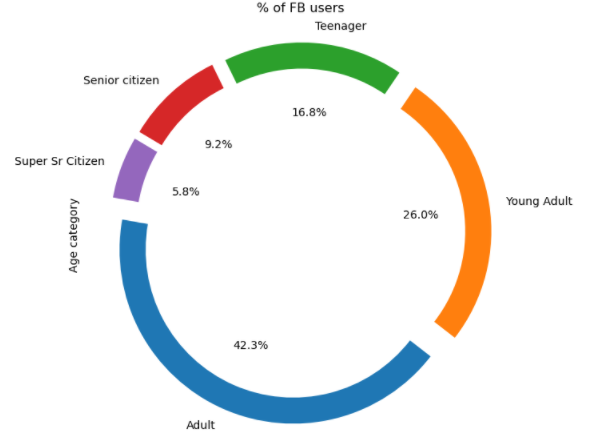 % of FB users
Teenager
Senior citizen
16.8%
9.2%
Super Sr Citizen
5.8%
Young Adult
26.0%
Age category
42.3%
Adult